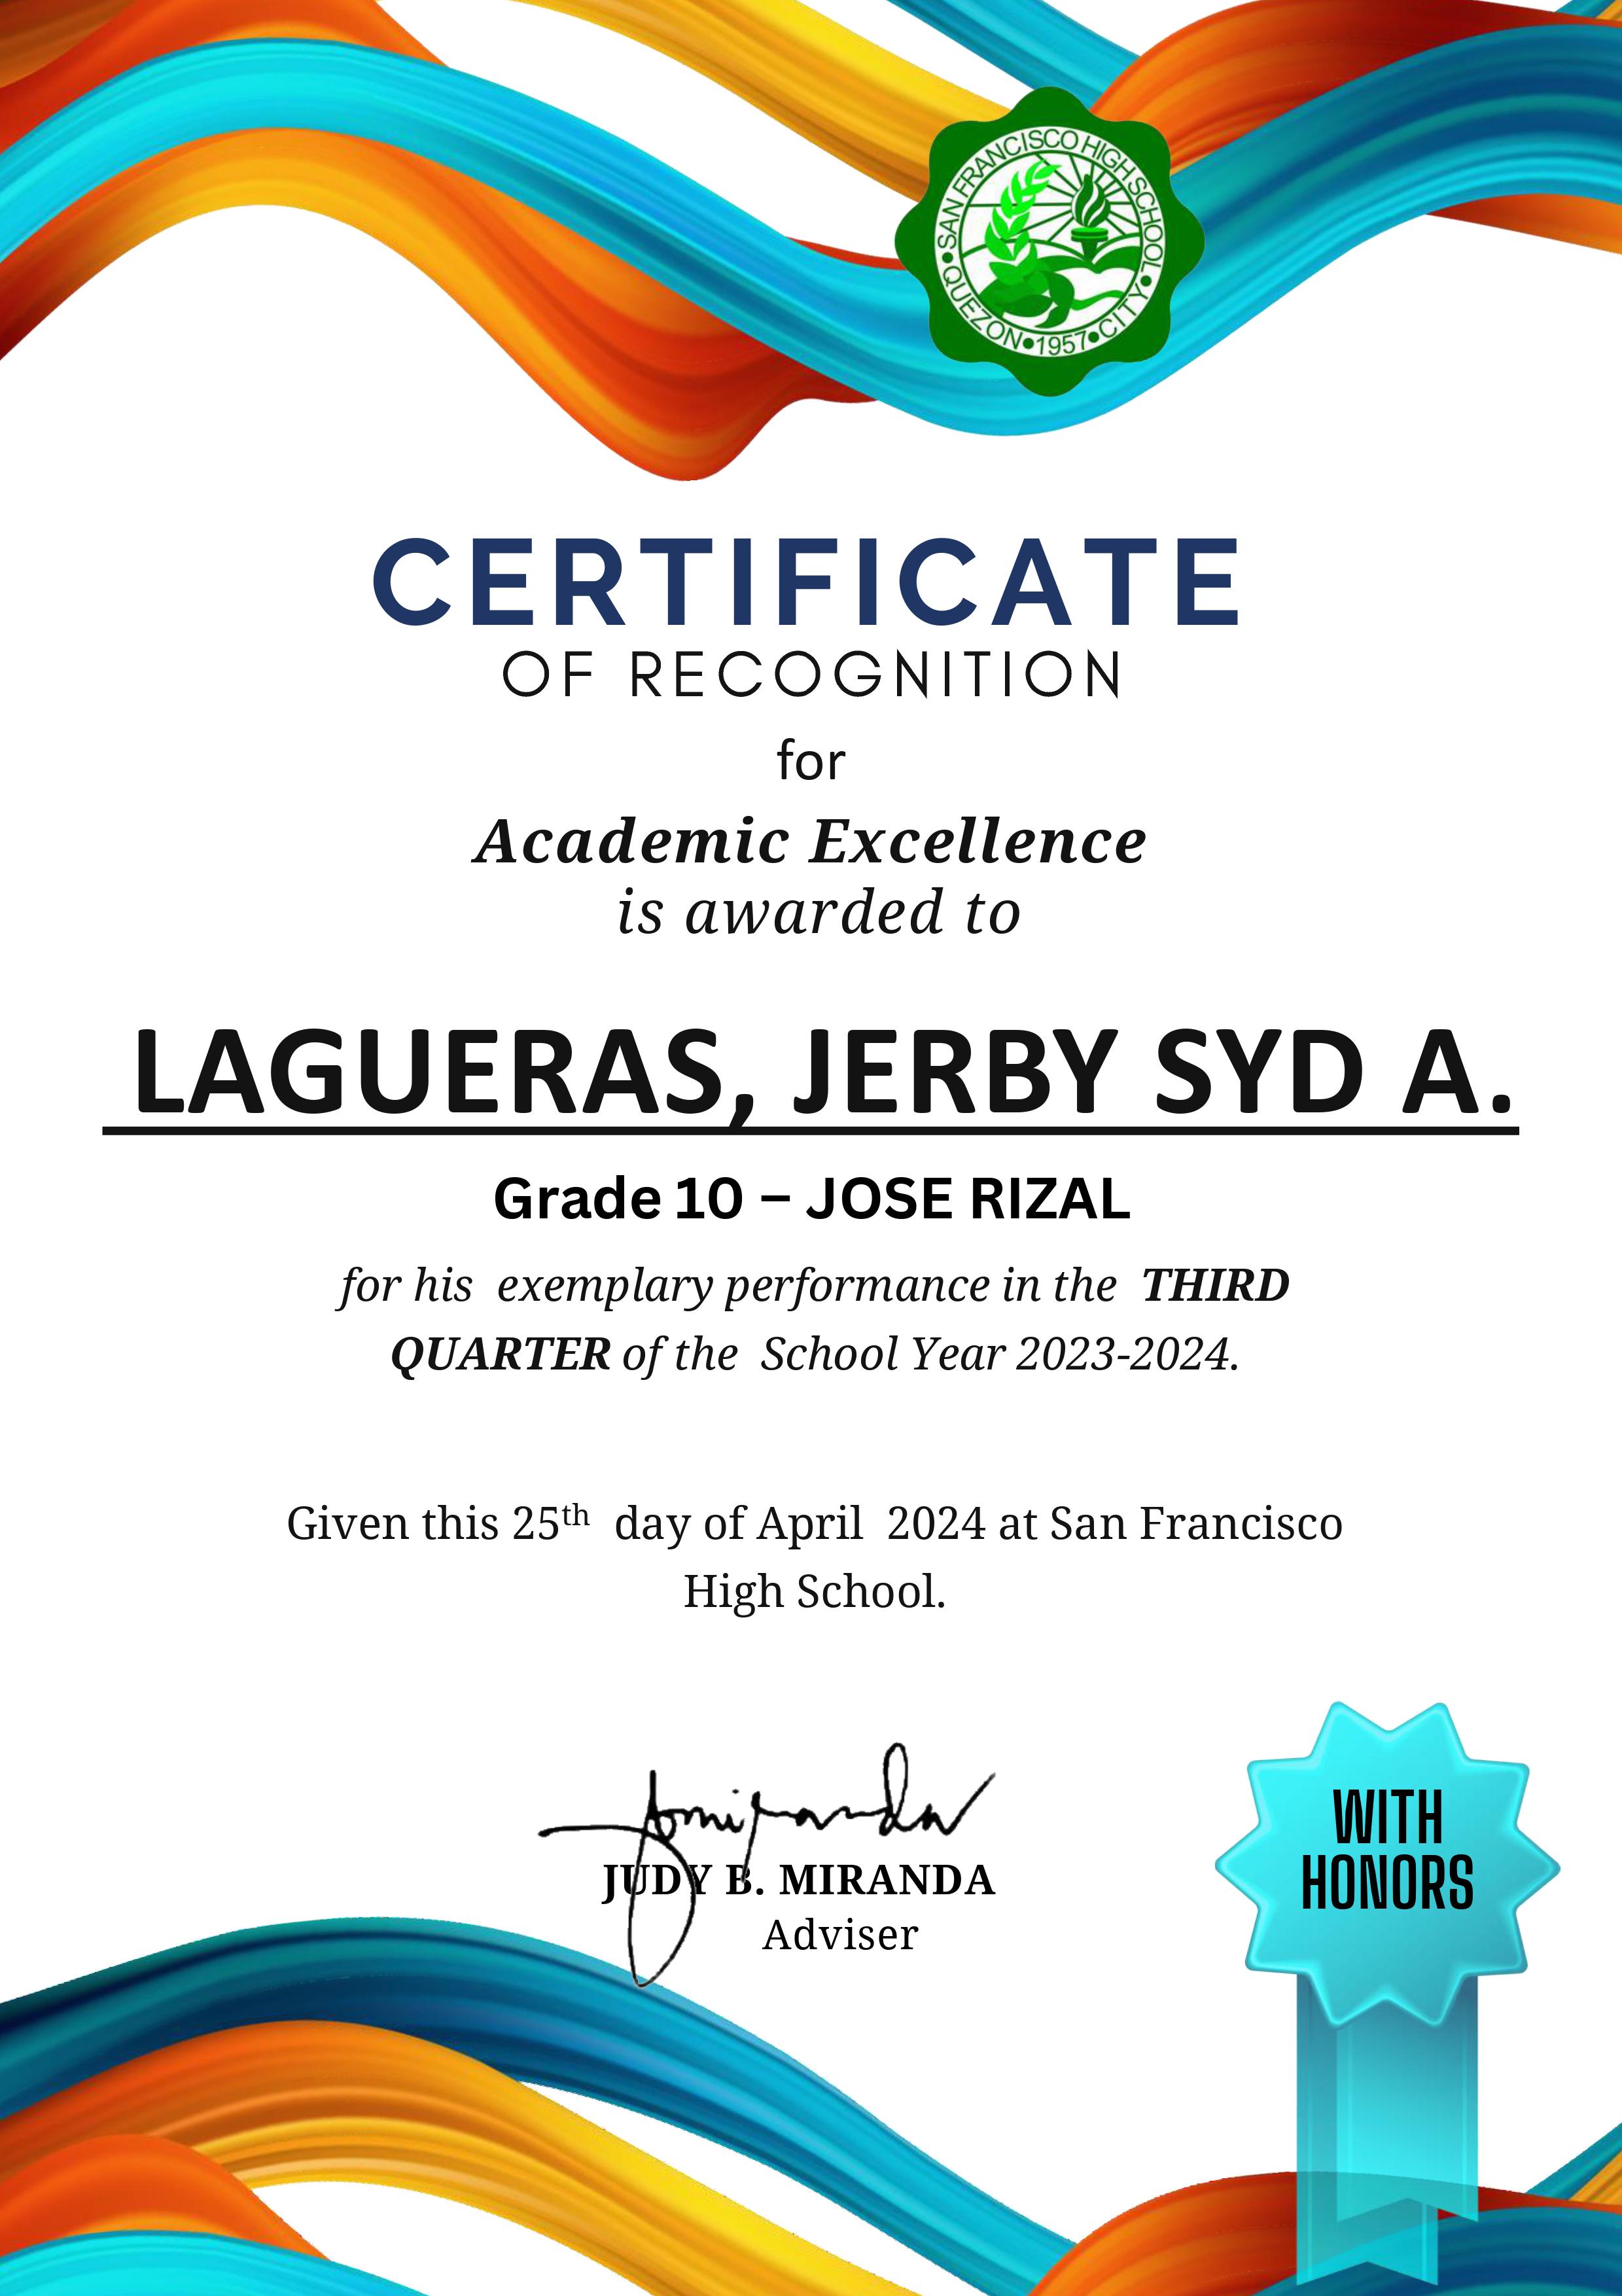 SAN FRANCISCO HIGH SCHOOL
QUEZON•1957•CITY
CERTIFICATE
OF RECOGNITION
for
Academic Excellence
is awarded to
LAGUERAS, JERBY SYD A.
Grade 10 – JOSE RIZAL
for his exemplary performance in the THIRD
QUARTER of the School Year 2023-2024.
Given this 25th day of April 2024 at San Francisco
High School.
WITH
HONORS
JUDY B. MIRANDA
Adviser